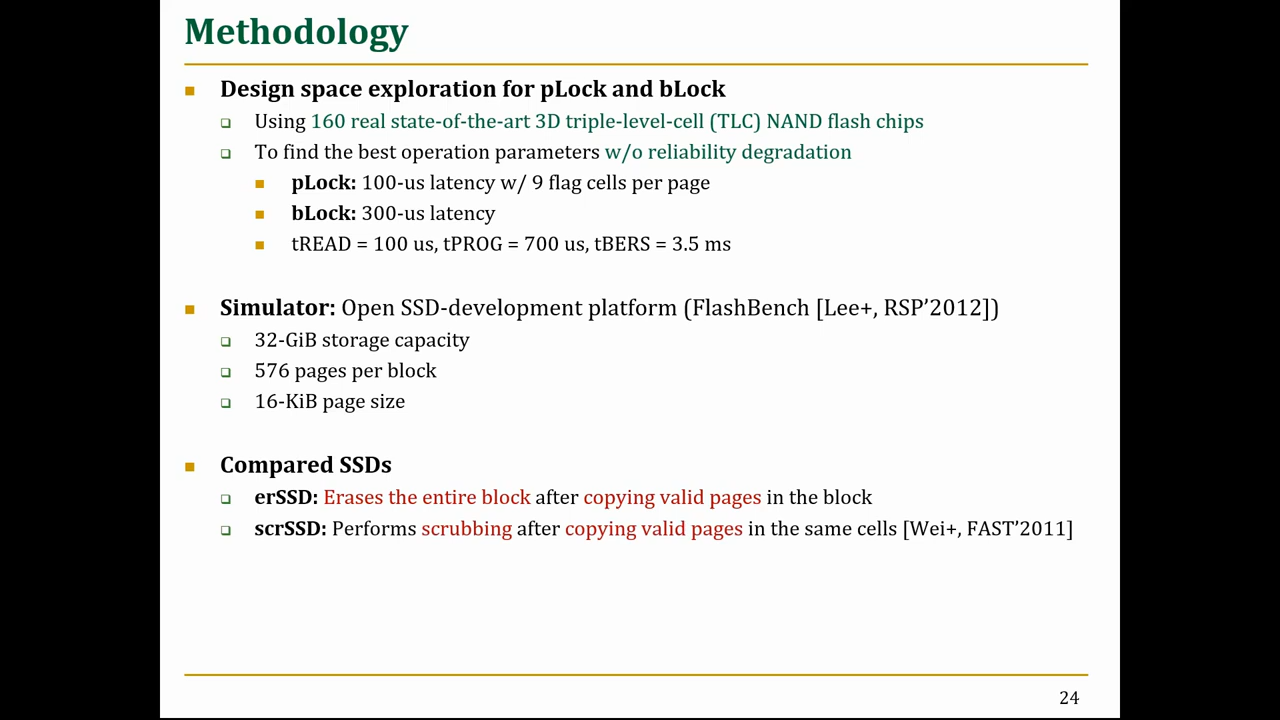 Methodology
Design space exploration for pLock and bLock
Using 160 real state-of-the-art 3D triple-level-cell (TLC) NAND flash chips
To find the best operation parameters w/o reliability degradation
pLock: 100-us latency w/ 9 flag cells per page
bLock: 300-us latency
tREAD = 100 us, tPROG = 700 us, tBERS = 3.5 ms
Simulator: Open SSD-development platform (FlashBench [Lee+, RSP’2012])
32-GiB storage capacity
576 pages per block
16-KiB page size
Compared SSDs
erSSD: Erases the entire block after copying valid pages in the block
scrSSD: Performs scrubbing after copying valid pages in the same cells [Wei+, FAST’2011]
24